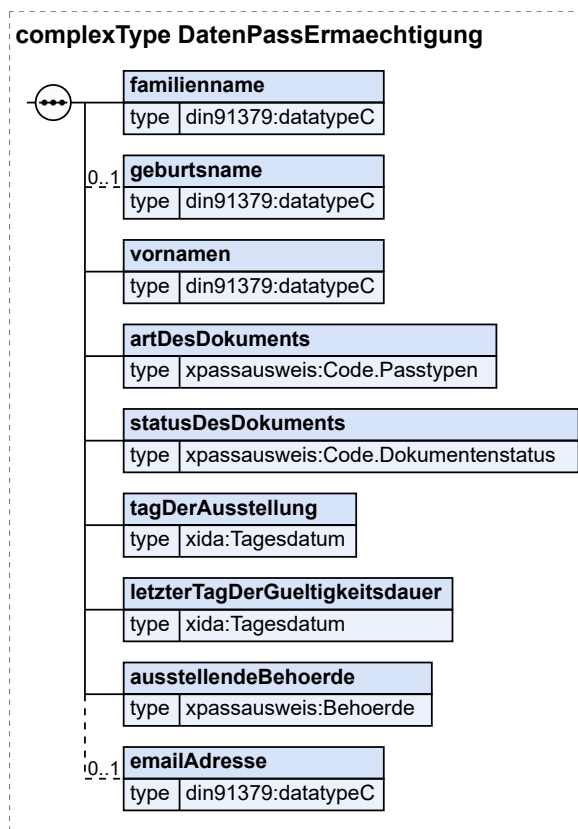 complexType DatenPassErmaechtigung
familienname
type din91379:datatypeC
0..1 geburtsname
type din91379:datatypeC
vornamen
type din91379:datatypeC
artDesDokuments
type xpassausweis:Code.Passtypen
statusDesDokuments
type xpassausweis:Code.Dokumentenstatus
tagDerAusstellung
type xida:Tagesdatum
letzterTagDerGueltigkeitsdauer
type xida:Tagesdatum
ausstellendeBehoerde
type xpassausweis:Behoerde
0..1 emailAdresse
type din91379:datatypeC